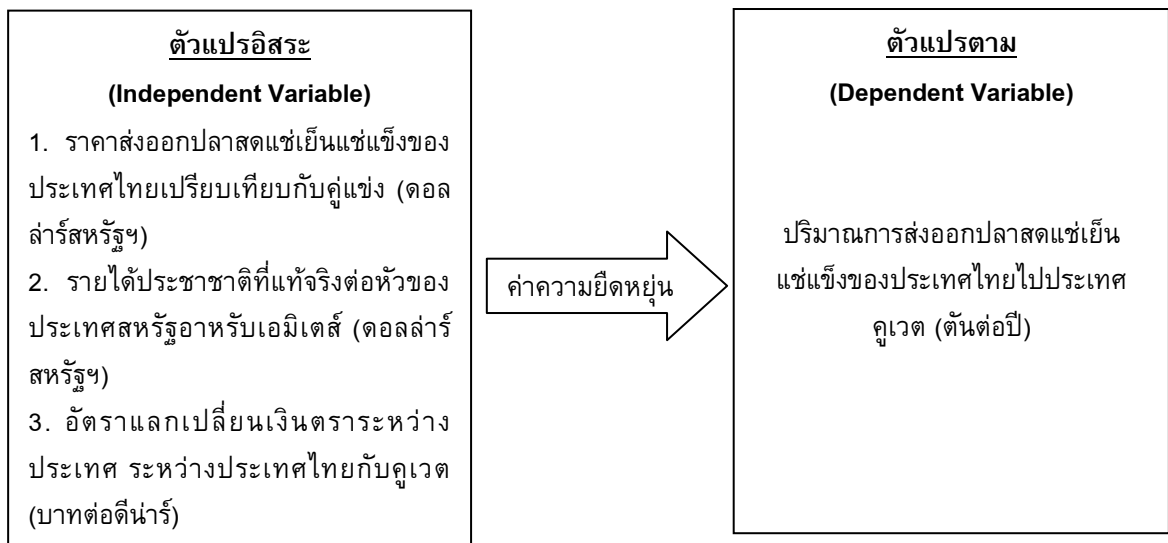 ตัวแปรอิสระ
(Independent Variable)
1. ราคาส่งออกปลาสดแช่เย็นแช่แข็งของ
ประเทศไทยเปรียบเทียบกับคู่แข่ง (ดอล
ล่าร์สหรัฐฯ)
2. รายได้ประชาชาติที่แท้จริงต่อหัวของ
ประเทศสหรัฐอาหรับเอมิเตส์ (ดอลล่าร์
สหรัฐฯ)
3. อัตราแลกเปลี่ยนเงินตราระหว่าง
ประเทศ ระหว่างประเทศไทยกับคูเวต
(บาทต่อดีน่าร์)
ค่าความยืดหยุ่น
ตัวแปรตาม
(Dependent Variable)
ปริมาณการส่งออกปลาสดแช่เย็น
แช่แข็งของประเทศไทยไปประเทศ
คูเวต (ตันต่อปี)